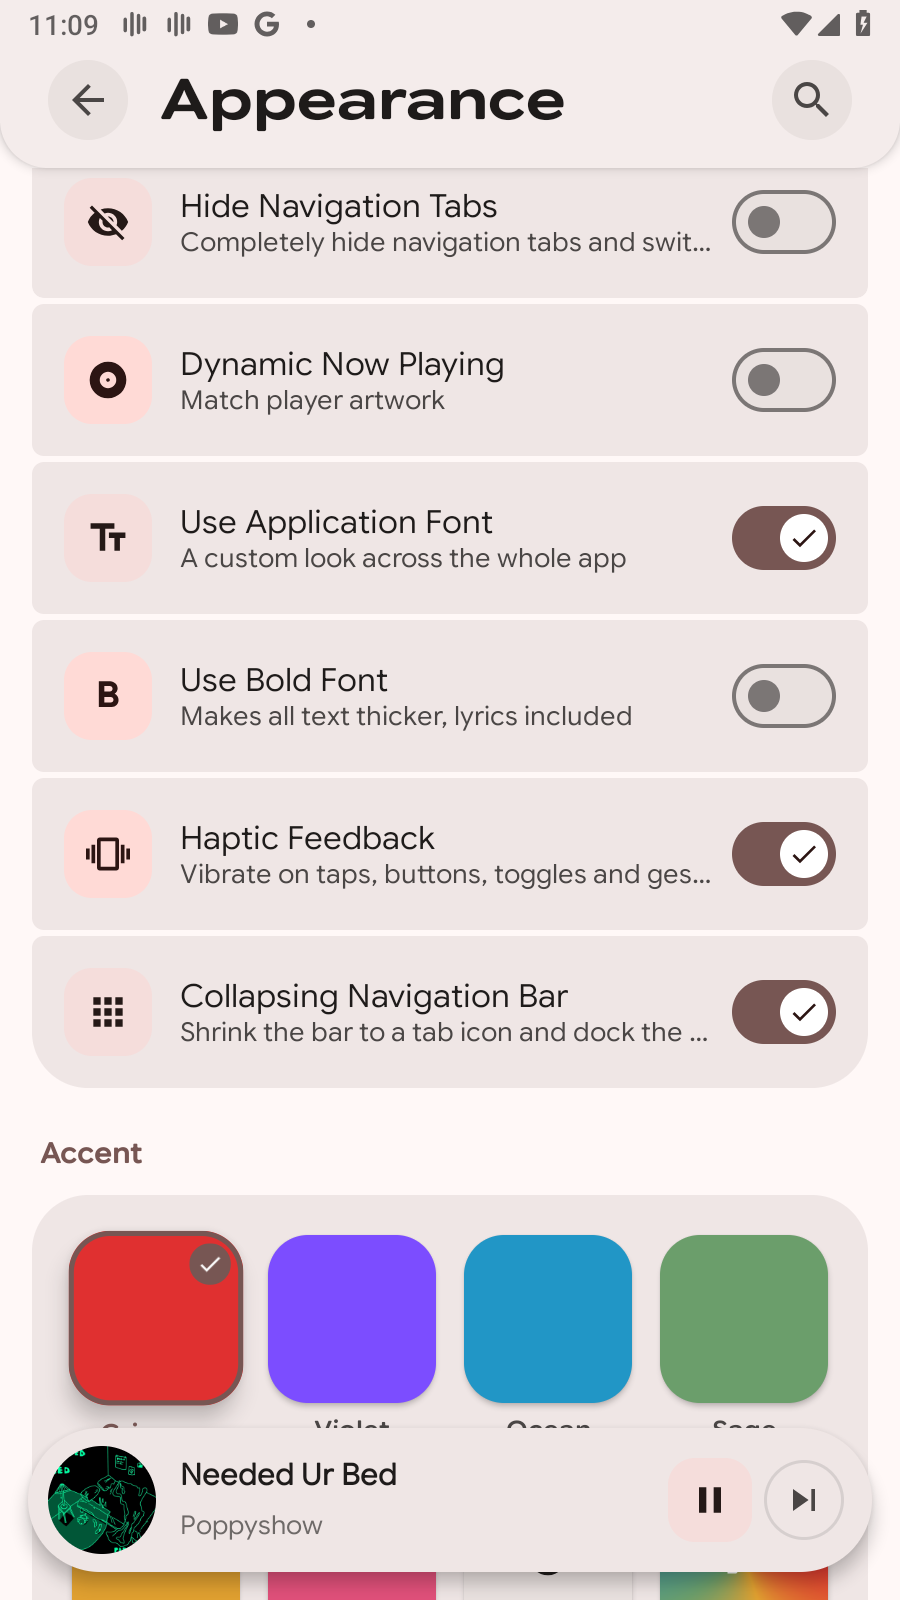 11:09
Appearance
Hide Navigation Tabs
Completely hide navigation tabs and swit...
Dynamic Now Playing
Match player artwork
Use Application Font
A custom look across the whole app
Use Bold Font
Makes all text thicker, lyrics included
Haptic Feedback
Vibrate on taps, buttons, toggles and ges...
Collapsing Navigation Bar
Shrink the bar to a tab icon and dock the ...
Accent
Violet
Ocean
Sage
Needed Ur Bed
Poppyshow